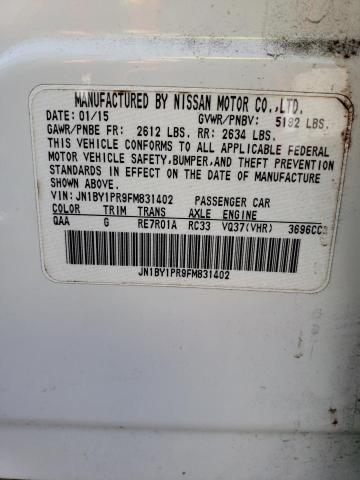 MANUFACTURED BY NISSAN MOTOR CO.,LTD.
DATE: 01/15 GVWR/PNBV: 5192 LBS.
GAWR/PNBE FR: 2612 LBS. RR: 2634 LBS.
THIS VEHICLE CONFORMS TO ALL APPLICABLE FEDERAL
MOTOR VEHICLE SAFETY,BUMPER,AND THEFT PREVENTION
STANDARDS IN EFFECT ON THE DATE OF MANUFACTURE
SHOWN ABOVE.
VIN: JN1BY1PR9FM831402 PASSENGER CAR
COLOR TRIM TRANS AXLE ENGINE
QAA G RE7R01A RC33 VQ37(VHR) 3696CC
JN1BY1PR9FM831402